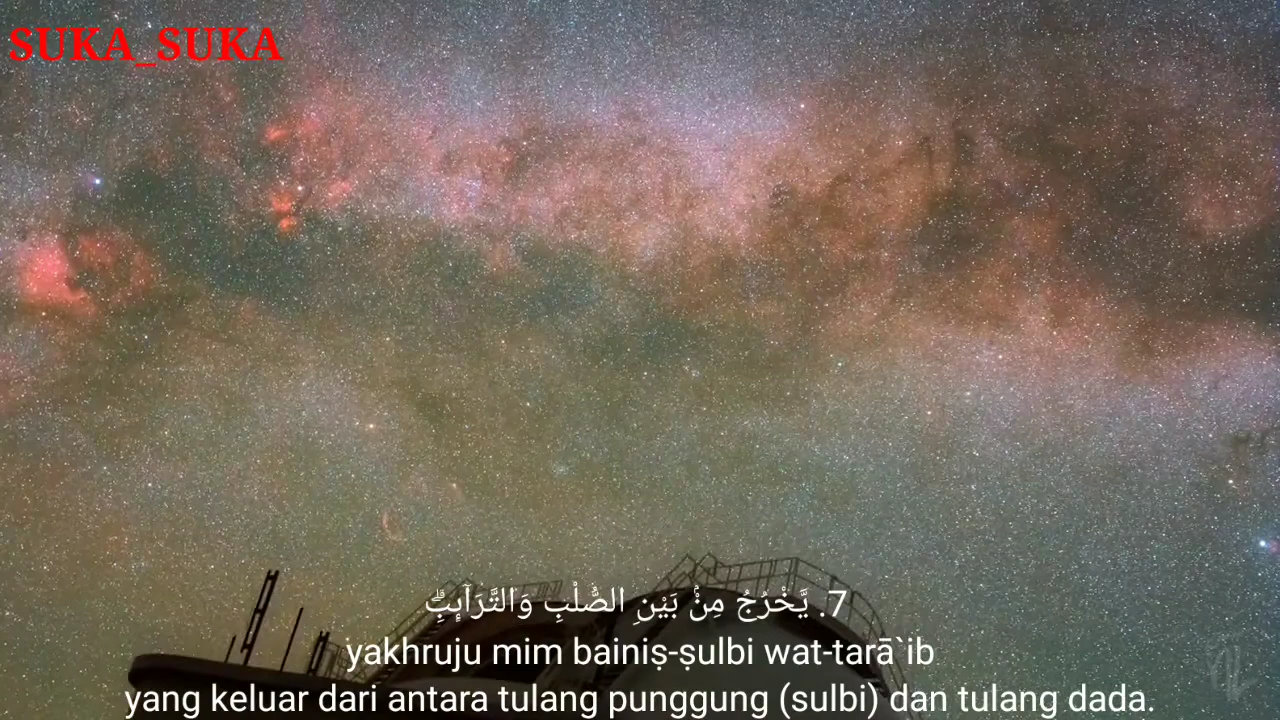 SUKA_SUKA
7. يَّخْرُجُ مِنْۢ بَيْنِ الصُّلْبِ وَالتَّرَاۤىِٕبِۗ
yakhruju mim bainiṣ-ṣulbi wat-tarā`ib
yang keluar dari antara tulang punggung (sulbi) dan tulang dada.